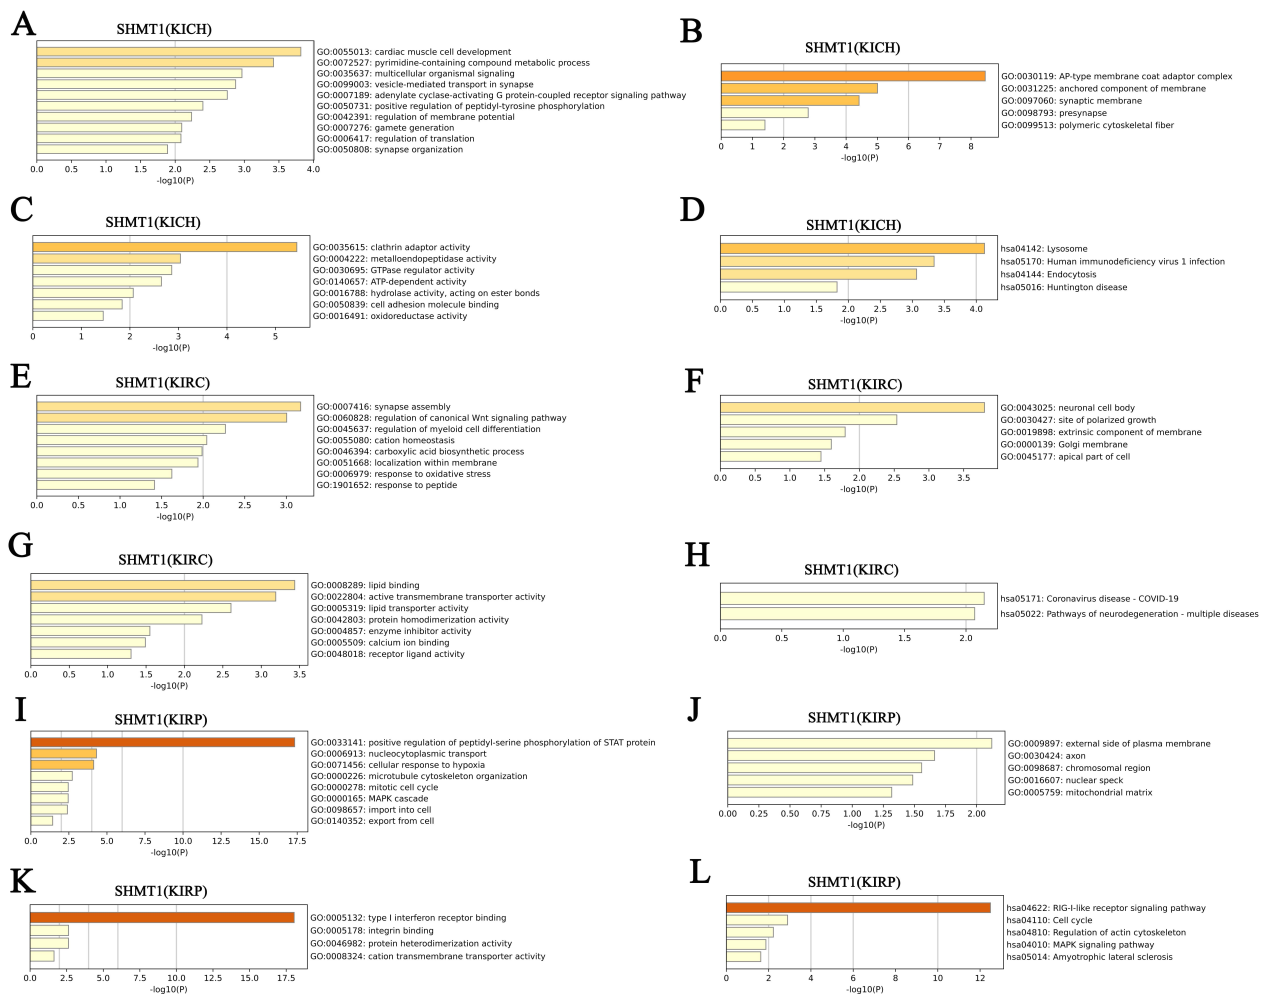 A
SHMT1(KICH)
GO:0055013: cardiac muscle cell development
GO:0072527: pyrimidine-containing compound metabolic process
GO:0035637: multicellular organismal signaling
GO:0099003: vesicle-mediated transport in synapse
GO:0007189: adenylate cyclase-activating G protein-coupled receptor signaling pathway
GO:0050731: positive regulation of peptidyl-tyrosine phosphorylation
GO:0042391: regulation of membrane potential
GO:0007276: gamete generation
GO:0006417: regulation of translation
GO:0050808: synapse organization
0.0 0.5 1.0 1.5 2.0 2.5 3.0 3.5 4.0
-log10(P)
B
SHMT1(KICH)
GO:0030119: AP-type membrane coat adaptor complex
GO:0031225: anchored component of membrane
GO:0097060: synaptic membrane
GO:0098793: presynapse
GO:0099513: polymeric cytoskeletal fiber
0 1 2 3 4 5 6 7 8
-log10(P)
C
SHMT1(KICH)
GO:0035615: clathrin adaptor activity
GO:0004222: metalloendopeptidase activity
GO:0030695: GTPase regulator activity
GO:0140657: ATP-dependent activity
GO:0016788: hydrolase activity, acting on ester bonds
GO:0050839: cell adhesion molecule binding
GO:0016491: oxidoreductase activity
0 1 2 3 4 5
-log10(P)
D
SHMT1(KICH)
hsa04142: Lysosome
hsa05170: Human immunodeficiency virus 1 infection
hsa04144: Endocytosis
hsa05016: Huntington disease
0.0 0.5 1.0 1.5 2.0 2.5 3.0 3.5 4.0
-log10(P)
E
SHMT1(KIRC)
GO:0007416: synapse assembly
GO:0060828: regulation of canonical Wnt signaling pathway
GO:0045637: regulation of myeloid cell differentiation
GO:0055080: cation homeostasis
GO:0046394: carboxylic acid biosynthetic process
GO:0051668: localization within membrane
GO:0006979: response to oxidative stress
GO:1901652: response to peptide
0.0 0.5 1.0 1.5 2.0 2.5 3.0
-log10(P)
F
SHMT1(KIRC)
GO:0043025: neuronal cell body
GO:0030427: site of polarized growth
GO:0019898: extrinsic component of membrane
GO:0000139: Golgi membrane
GO:0045177: apical part of cell
0.0 0.5 1.0 1.5 2.0 2.5 3.0 3.5
-log10(P)
G
SHMT1(KIRC)
GO:0008289: lipid binding
GO:0022804: active transmembrane transporter activity
GO:0005319: lipid transporter activity
GO:0042803: protein homodimerization activity
GO:0004857: enzyme inhibitor activity
GO:0005509: calcium ion binding
GO:0048018: receptor ligand activity
0.0 0.5 1.0 1.5 2.0 2.5 3.0 3.5
-log10(P)
H
SHMT1(KIRC)
hsa05171: Coronavirus disease - COVID-19
hsa05022: Pathways of neurodegeneration - multiple diseases
0.0 0.5 1.0 1.5 2.0
-log10(P)
I
SHMT1(KIRP)
GO:0033141: positive regulation of peptidyl-serine phosphorylation of STAT protein
GO:0006913: nucleocytoplasmic transport
GO:0071456: cellular response to hypoxia
GO:0000226: microtubule cytoskeleton organization
GO:0000278: mitotic cell cycle
GO:0000165: MAPK cascade
GO:0098657: import into cell
GO:0140352: export from cell
0.0 2.5 5.0 7.5 10.0 12.5 15.0 17.5
-log10(P)
J
SHMT1(KIRP)
GO:0009897: external side of plasma membrane
GO:0030424: axon
GO:0098687: chromosomal region
GO:0016607: nuclear speck
GO:0005759: mitochondrial matrix
0.00 0.25 0.50 0.75 1.00 1.25 1.50 1.75 2.00
-log10(P)
K
SHMT1(KIRP)
GO:0005132: type I interferon receptor binding
GO:0005178: integrin binding
GO:0046982: protein heterodimerization activity
GO:0008324: cation transmembrane transporter activity
0.0 2.5 5.0 7.5 10.0 12.5 15.0 17.5
-log10(P)
L
SHMT1(KIRP)
hsa04622: RIG-I-like receptor signaling pathway
hsa04110: Cell cycle
hsa04810: Regulation of actin cytoskeleton
hsa04010: MAPK signaling pathway
hsa05014: Amyotrophic lateral sclerosis
0 2 4 6 8 10 12
-log10(P)